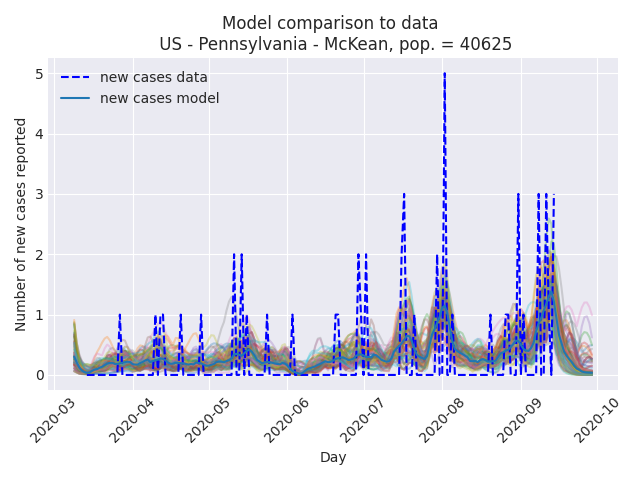 Model comparison to data
US - Pennsylvania - McKean, pop. = 40625
new cases data
new cases model
Number of new cases reported
5
4
3
2
1
0
2020-03
2020-04
2020-05
2020-06
2020-07
2020-08
2020-09
2020-10
Day